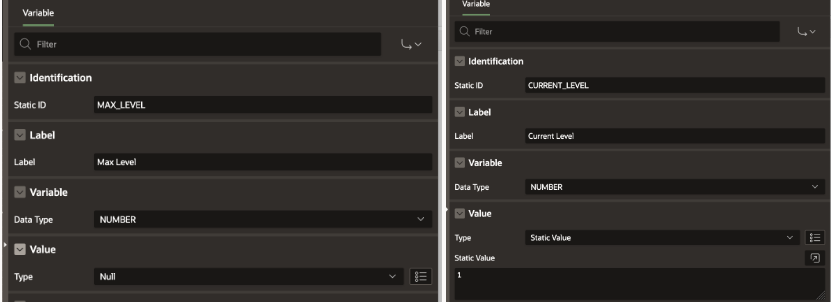 Variable
Filter
Identification
Static ID MAX_LEVEL
Label
Label Max Level
Variable
Data Type NUMBER
Value
Type Null
Variable
Filter
Identification
Static ID CURRENT_LEVEL
Label
Label Current Level
Variable
Data Type NUMBER
Value
Type Static Value
Static Value
1